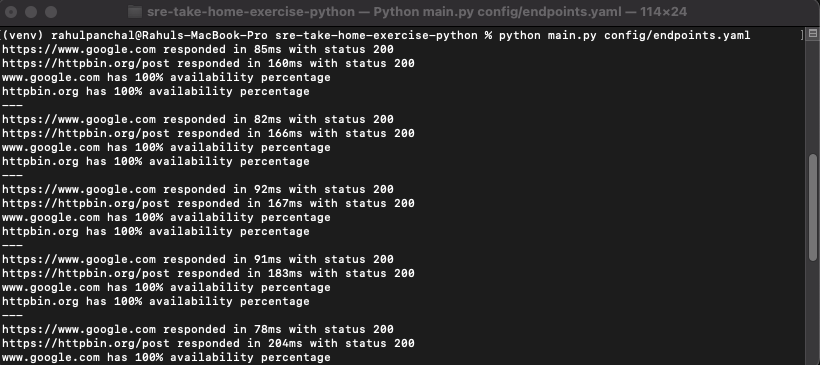 sre-take-home-exercise-python — Python main.py config/endpoints.yaml — 114×24
[(venv) rahulpanchal@Rahuls-MacBook-Pro sre-take-home-exercise-python % python main.py config/endpoints.yaml ]
https://www.google.com responded in 85ms with status 200
https://httpbin.org/post responded in 160ms with status 200
www.google.com has 100% availability percentage
httpbin.org has 100% availability percentage
---
https://www.google.com responded in 82ms with status 200
https://httpbin.org/post responded in 166ms with status 200
www.google.com has 100% availability percentage
httpbin.org has 100% availability percentage
---
https://www.google.com responded in 92ms with status 200
https://httpbin.org/post responded in 167ms with status 200
www.google.com has 100% availability percentage
httpbin.org has 100% availability percentage
---
https://www.google.com responded in 91ms with status 200
https://httpbin.org/post responded in 183ms with status 200
www.google.com has 100% availability percentage
httpbin.org has 100% availability percentage
---
https://www.google.com responded in 78ms with status 200
https://httpbin.org/post responded in 204ms with status 200
www.google.com has 100% availability percentage